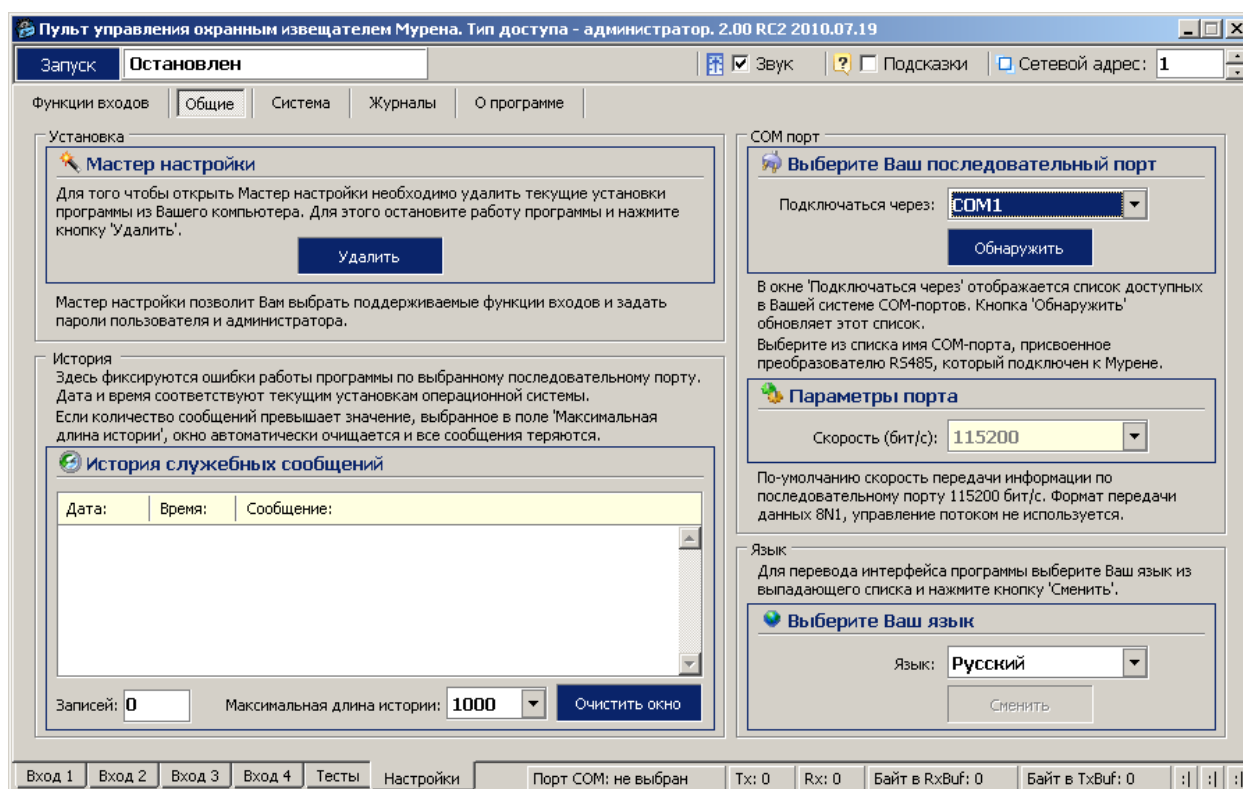 Пульт управления охранным извещателем Мурена. Тип доступа - администратор. 2.00 RC2 2010.07.19
Запуск Остановлен Звук Подсказки Сетевой адрес: 1
Функции входов Общие Система Журналы О программе
Установка
Мастер настройки
Для того чтобы открыть Мастер настройки необходимо удалить текущие установки
программы из Вашего компьютера. Для этого остановите работу программы и нажмите
кнопку 'Удалить'.
Удалить
Мастер настройки позволит Вам выбрать поддерживаемые функции входов и задать
пароли пользователя и администратора.
История
Здесь фиксируются ошибки работы программы по выбранному последовательному порту.
Дата и время соответствуют текущим установкам операционной системы.
Если количество сообщений превышает значение, выбранное в поле 'Максимальная
длина истории', окно автоматически очищается и все сообщения теряются.
История служебных сообщений
Дата: Время: Сообщение:
Записей: 0 Максимальная длина истории: 1000 Очистить окно
COM порт
Выберите Ваш последовательный порт
Подключаться через: COM1
Обнаружить
В окне 'Подключаться через' отображается список доступных
в Вашей системе COM-портов. Кнопка 'Обнаружить'
обновляет этот список.
Выберите из списка имя COM-порта, присвоенное
преобразователю RS485, который подключен к Мурене.
Параметры порта
Скорость (бит/с): 115200
По-умолчанию скорость передачи информации по
последовательному порту 115200 бит/с. Формат передачи
данных 8N1, управление потоком не используется.
Язык
Для перевода интерфейса программы выберите Ваш язык из
выпадающего списка и нажмите кнопку 'Сменить'.
Выберите Ваш язык
Язык: Русский
Сменить
Вход 1 Вход 2 Вход 3 Вход 4 Тесты Настройки Порт COM: не выбран Tx: 0 Rx: 0 Байт в RxBuf: 0 Байт в TxBuf: 0 :| :| :|